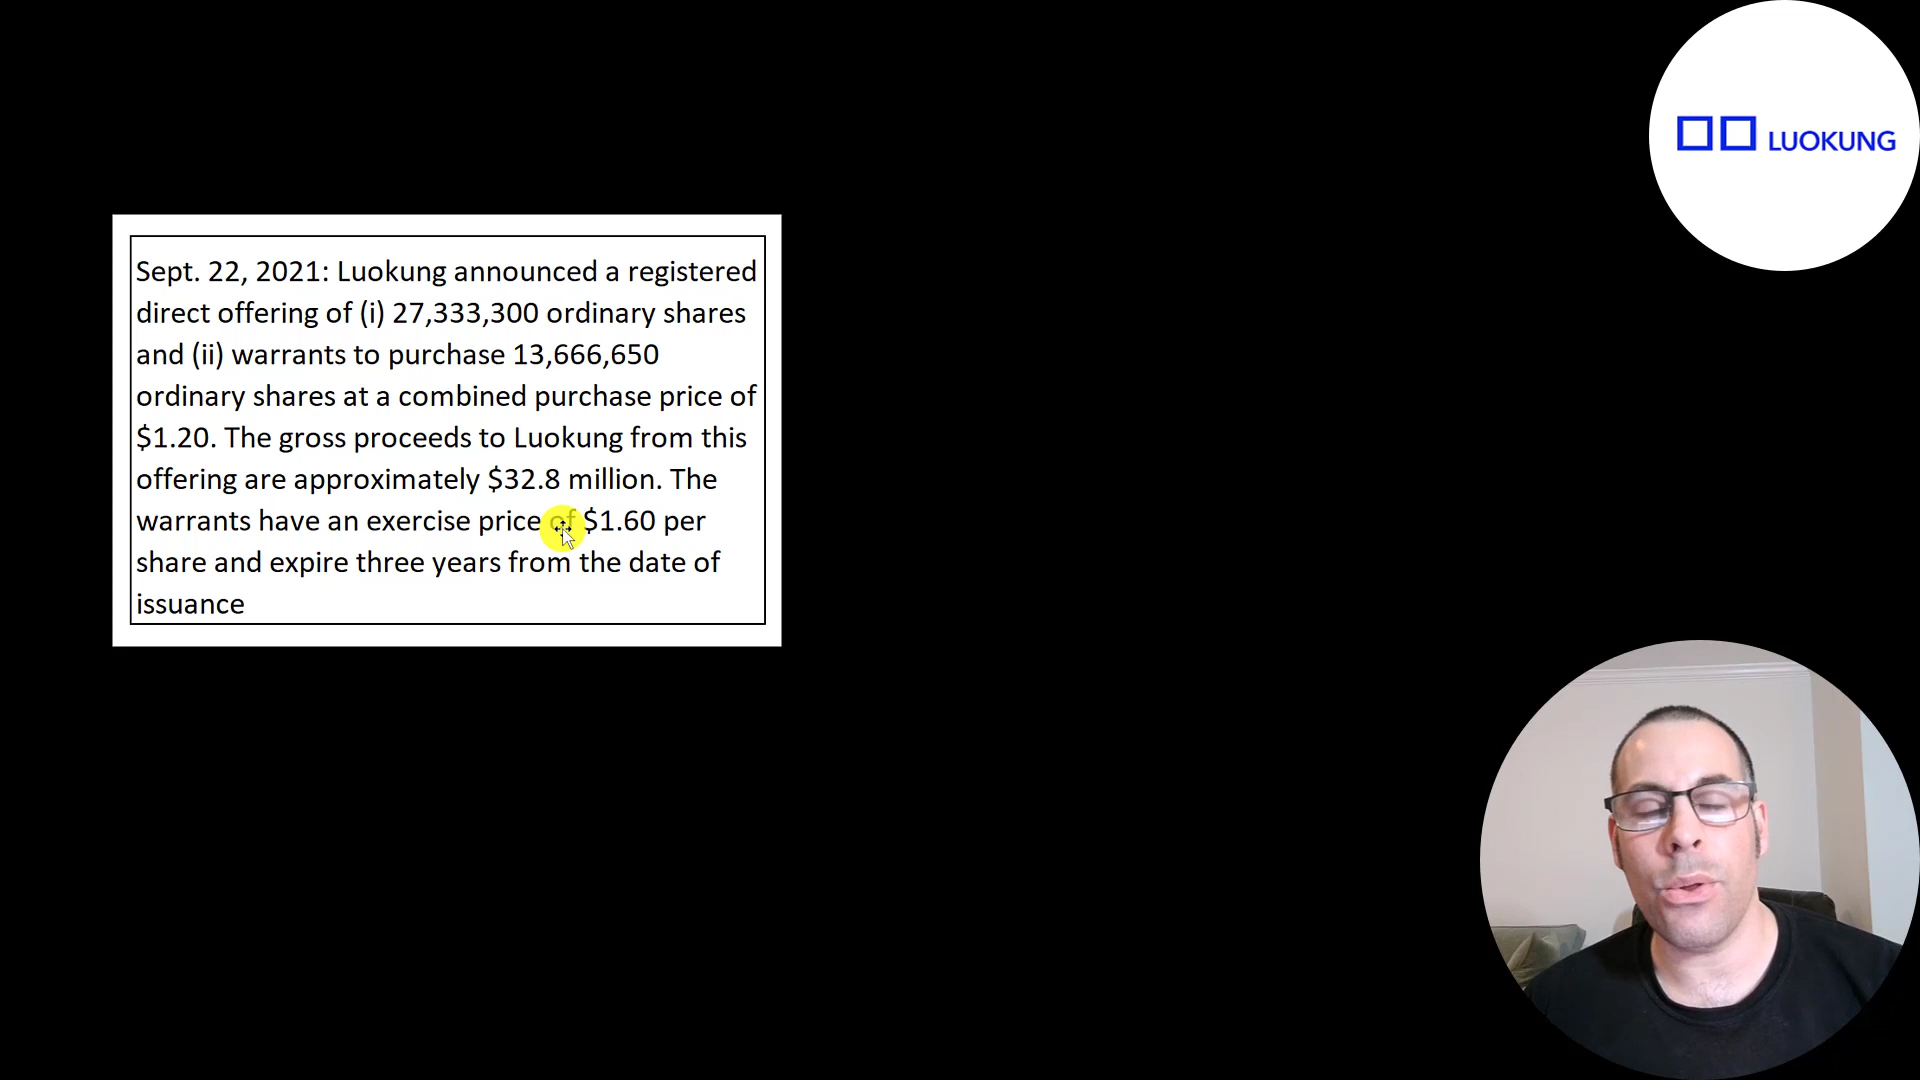 LUOKUNG
Sept. 22, 2021: Luokung announced a registered
direct offering of (i) 27,333,300 ordinary shares
and (ii) warrants to purchase 13,666,650
ordinary shares at a combined purchase price of
$1.20. The gross proceeds to Luokung from this
offering are approximately $32.8 million. The
warrants have an exercise price of $1.60 per
share and expire three years from the date of
issuance